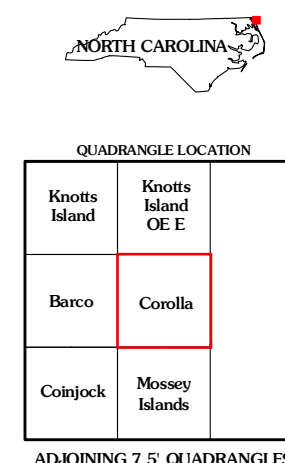 NORTH CAROLINA
QUADRANGLE LOCATION
Knotts
Island
Knotts
Island
OE E
Barco
Corolla
Coinjock
Mossey
Islands
ADJOINING 7.5' QUADRANGLES